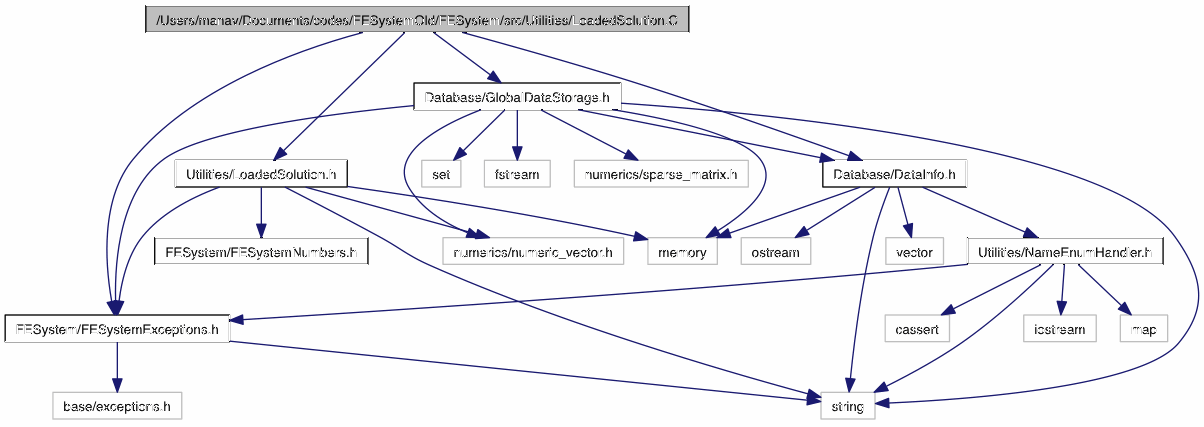 /Users/manav/Documents/codes/FESystemOld/FESystem/src/Utilities/LoadedSolution.C
Database/GlobalDataStorage.h
Utilities/LoadedSolution.h
set
fstream
numerics/sparse_matrix.h
Database/DataInfo.h
FESystem/FESystemNumbers.h
numerics/numeric_vector.h
memory
ostream
vector
Utilities/NameEnumHandler.h
FESystem/FESystemExceptions.h
cassert
iostream
map
base/exceptions.h
string